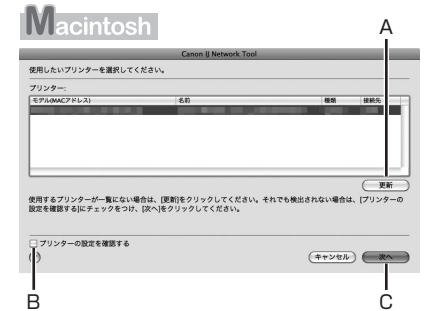 Macintosh
A
Canon IJ Network Tool
使用したいプリンターを選択してください。
プリンター:
モデル(MACアドレス) 名前 種類 接続先
更新
使用するプリンターが一覧にない場合は、[更新]をクリックしてください。それでも検出されない場合は、[プリンターの
設定を確認する]にチェックをつけ、[次へ]をクリックしてください。
プリンターの設定を確認する
キャンセル 次へ
B C